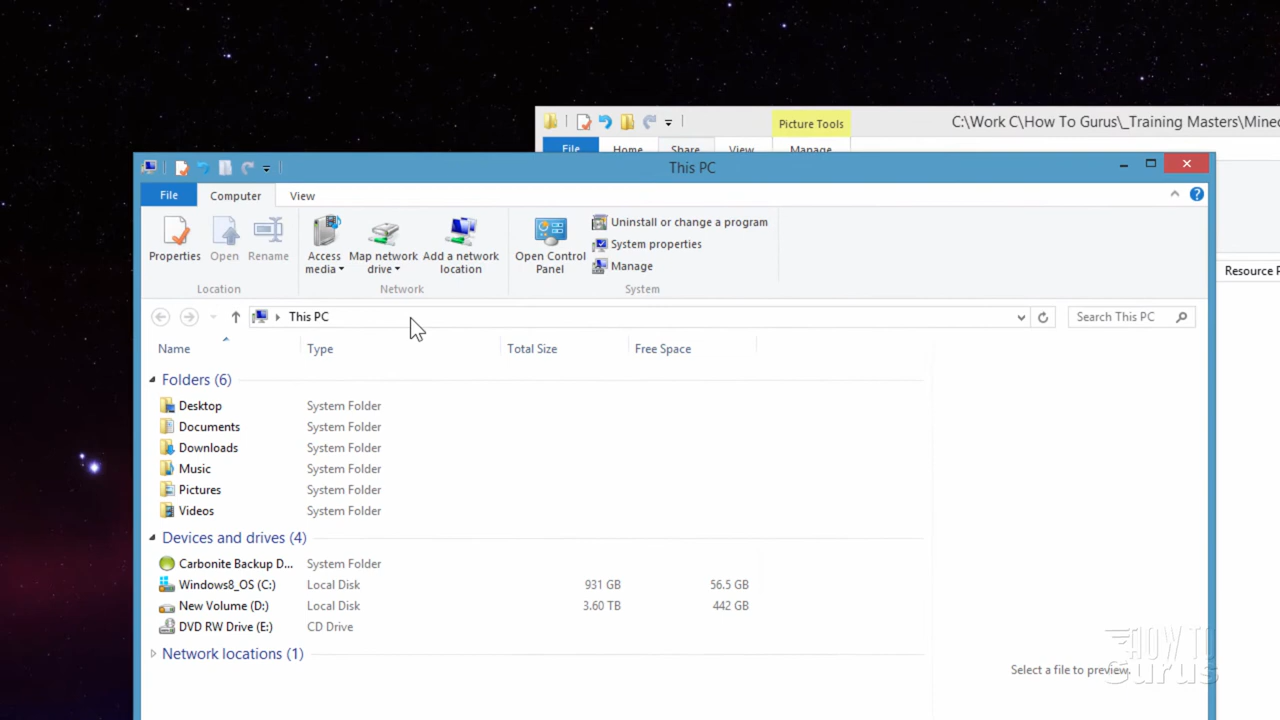 Picture Tools
C:\Work C\How To Gurus\_Training Masters\Minec
File Home Share View Manage
This PC
File Computer View
Properties Open Rename
Access media Map network drive Add a network location
Open Control Panel
Uninstall or change a program
System properties
Manage
Location Network System
Resource P
This PC
Search This PC
Name Type Total Size Free Space
Folders (6)
Desktop System Folder
Documents System Folder
Downloads System Folder
Music System Folder
Pictures System Folder
Videos System Folder
Devices and drives (4)
Carbonite Backup D... System Folder
Windows8_OS (C:) Local Disk 931 GB 56.5 GB
New Volume (D:) Local Disk 3.60 TB 442 GB
DVD RW Drive (E:) CD Drive
Network locations (1)
Select a file to preview.
HOW TO
Gurus